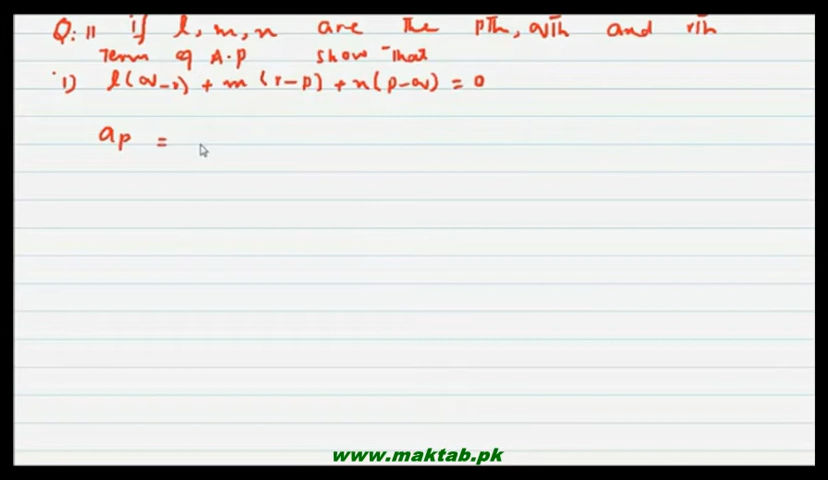 Q: 11 if l, m, n are the pth, qth and rth
Term of A.P show that
i) l(q-r) + m (r-p) + n(p-q) = 0
ap =
www.maktab.pk